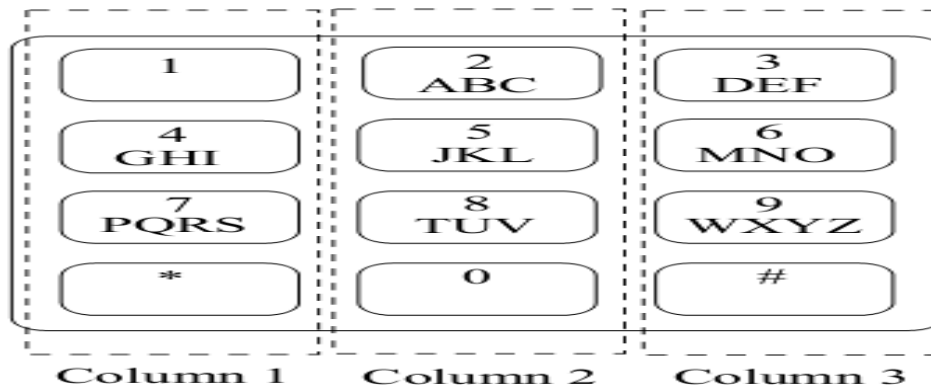 1
2
ABC
3
DEF
4
GHI
5
JKL
6
MNO
7
PQRS
8
TUV
9
WXYZ
*
0
#
Column 1
Column 2
Column 3